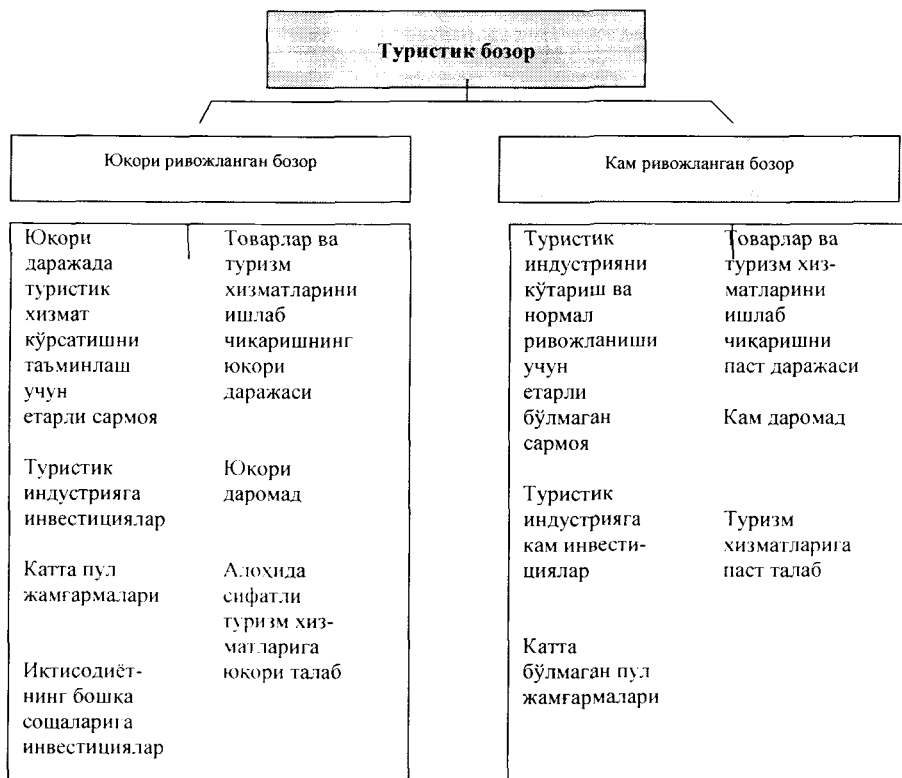 Туристик бозор
Юқори ривожланган бозор
Юкори
даражада
туристик
хизмат
кўрсатишни
таъминлаш
учун
етарли сармоя
Туристик
индустрияга
инвестициялар
Катта пул
жамғармалари
Иктисодиёт-
нинг бошка
соцаларига
инвестициялар
Товарлар ва
туризм
хизматларини
ишлаб
чикаришнинг
юкори
даражаси
Юкори
даромад
Алохида
сифатли
туризм хиз-
матларига
юкори талаб
Кам ривожланган бозор
Туристик
индустрияни
кўтариш ва
нормал
ривожланиши
учун
етарли
бўлмаган
сармоя
Туристик
индустрияга
кам инвести-
циялар
Катта
бўлмаган пул
жамғармалари
Товарлар ва
туризм хиз-
матларини
ишлаб
чиқаришни
паст даражаси
Кам даромад
Туризм
хизматларига
паст талаб